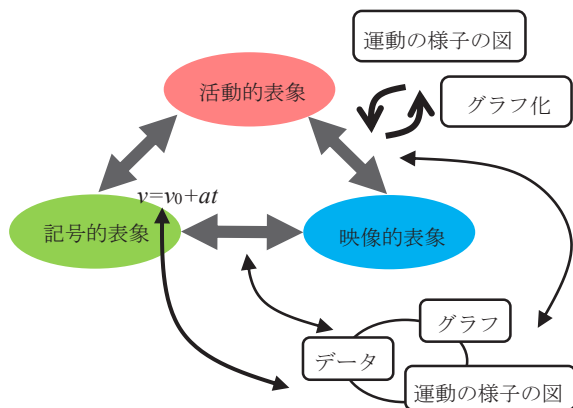 運動の様子の図
活動的表象
グラフ化
v=v₀+at
記号的表象
映像的表象
グラフ
データ
運動の様子の図